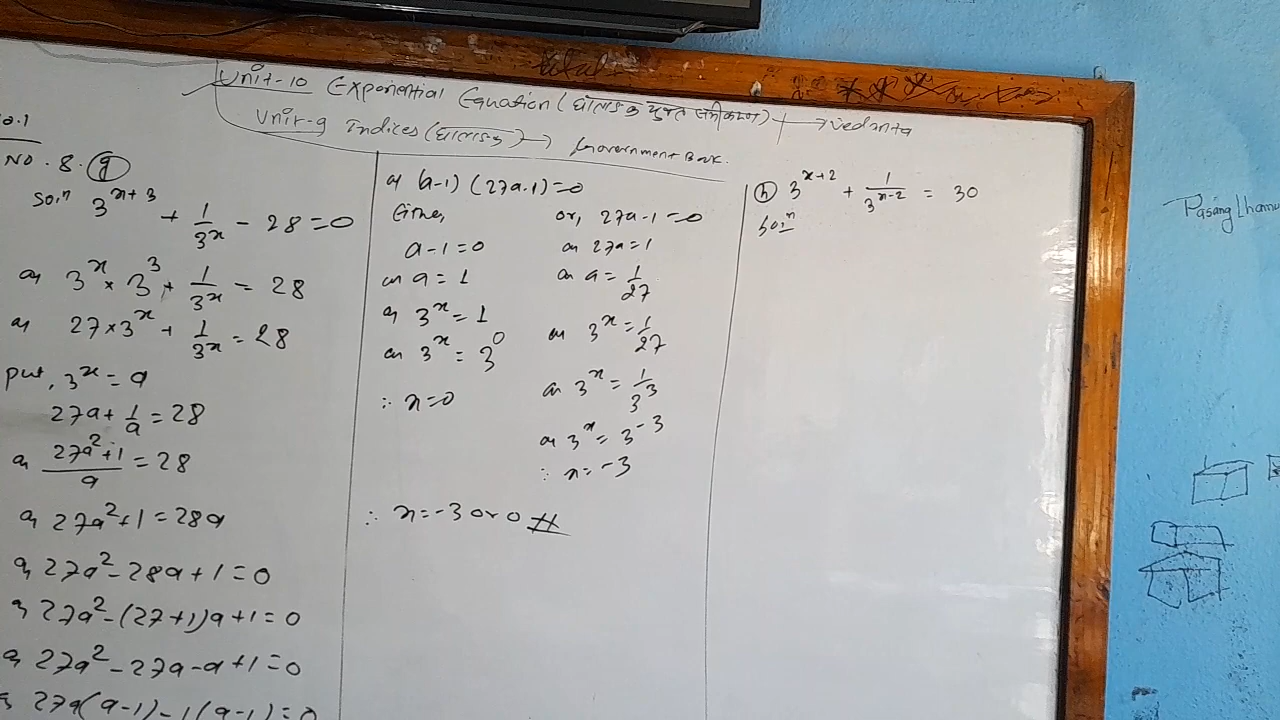 Unit-10 Exponential Equation (घाताङ्क युक्त समीकरण) → Vedanta
Unit-9 Indices (घाताङ्क) → Government Book.
No. 8. (g)
Solⁿ 3^(x+3) + 1/3^x - 28 = 0
or, 3^x × 3^3 + 1/3^x = 28
or, 27 × 3^x + 1/3^x = 28
put, 3^x = a
27a + 1/a = 28
or, (27a² + 1)/a = 28
or, 27a² + 1 = 28a
or, 27a² - 28a + 1 = 0
or, 27a² - (27+1)a + 1 = 0
or, 27a² - 27a - a + 1 = 0
or, 27a(a-1) - 1(a-1) = 0
or (a-1) (27a-1) = 0
Either,
a-1 = 0
or a = 1
or 3^x = 1
or 3^x = 3^0
∴ x = 0
or, 27a-1 = 0
or 27a = 1
or a = 1/27
or 3^x = 1/27
or 3^x = 1/3^3
or 3^x = 3^-3
∴ x = -3
∴ x = -3 or 0 #
(h) 3^(x+2) + 1/3^(x-2) = 30
Solⁿ
Pasang Lhamu